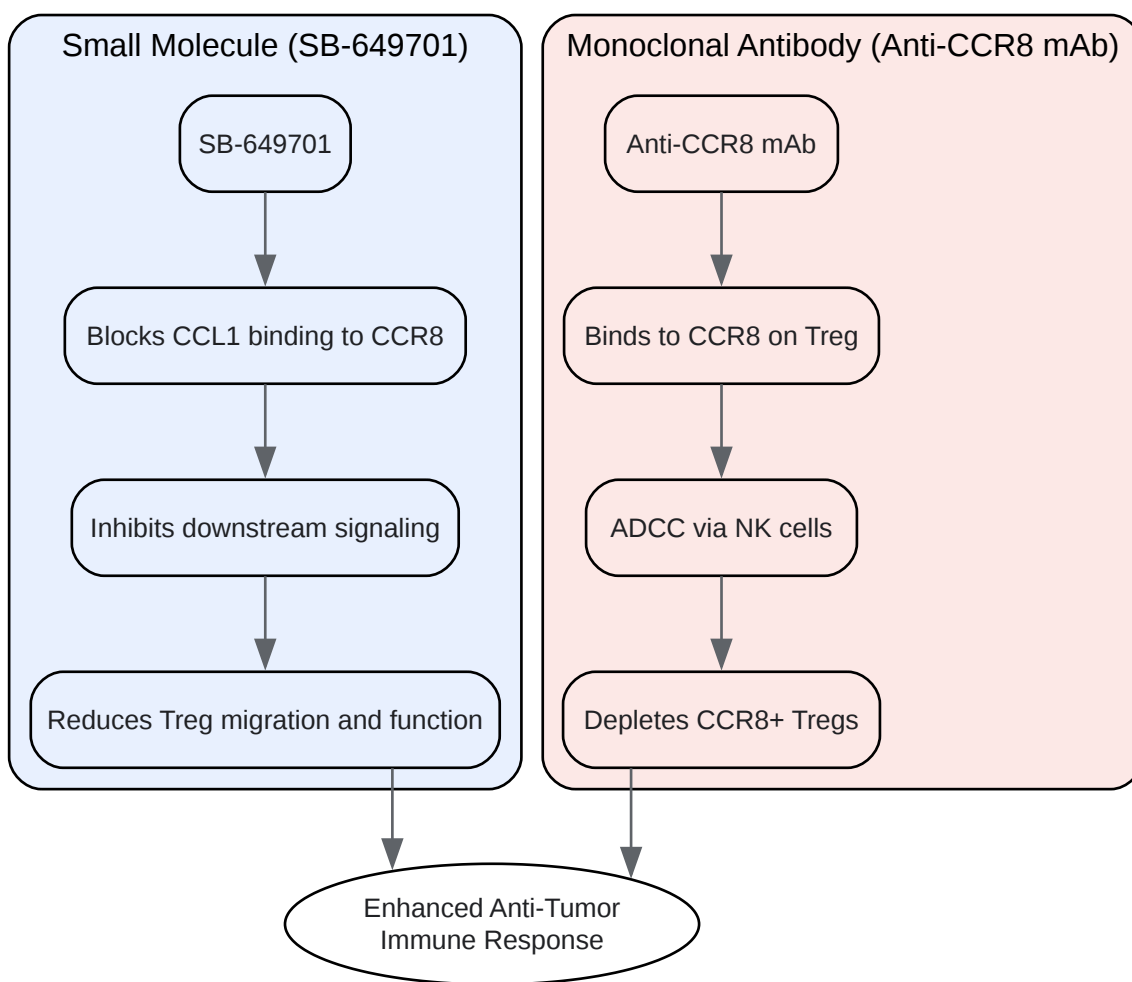 Small Molecule (SB-649701)
SB-649701
Blocks CCL1 binding to CCR8
Inhibits downstream signaling
Reduces Treg migration and function
Monoclonal Antibody (Anti-CCR8 mAb)
Anti-CCR8 mAb
Binds to CCR8 on Treg
ADCC via NK cells
Depletes CCR8+ Tregs
Enhanced Anti-Tumor
Immune Response